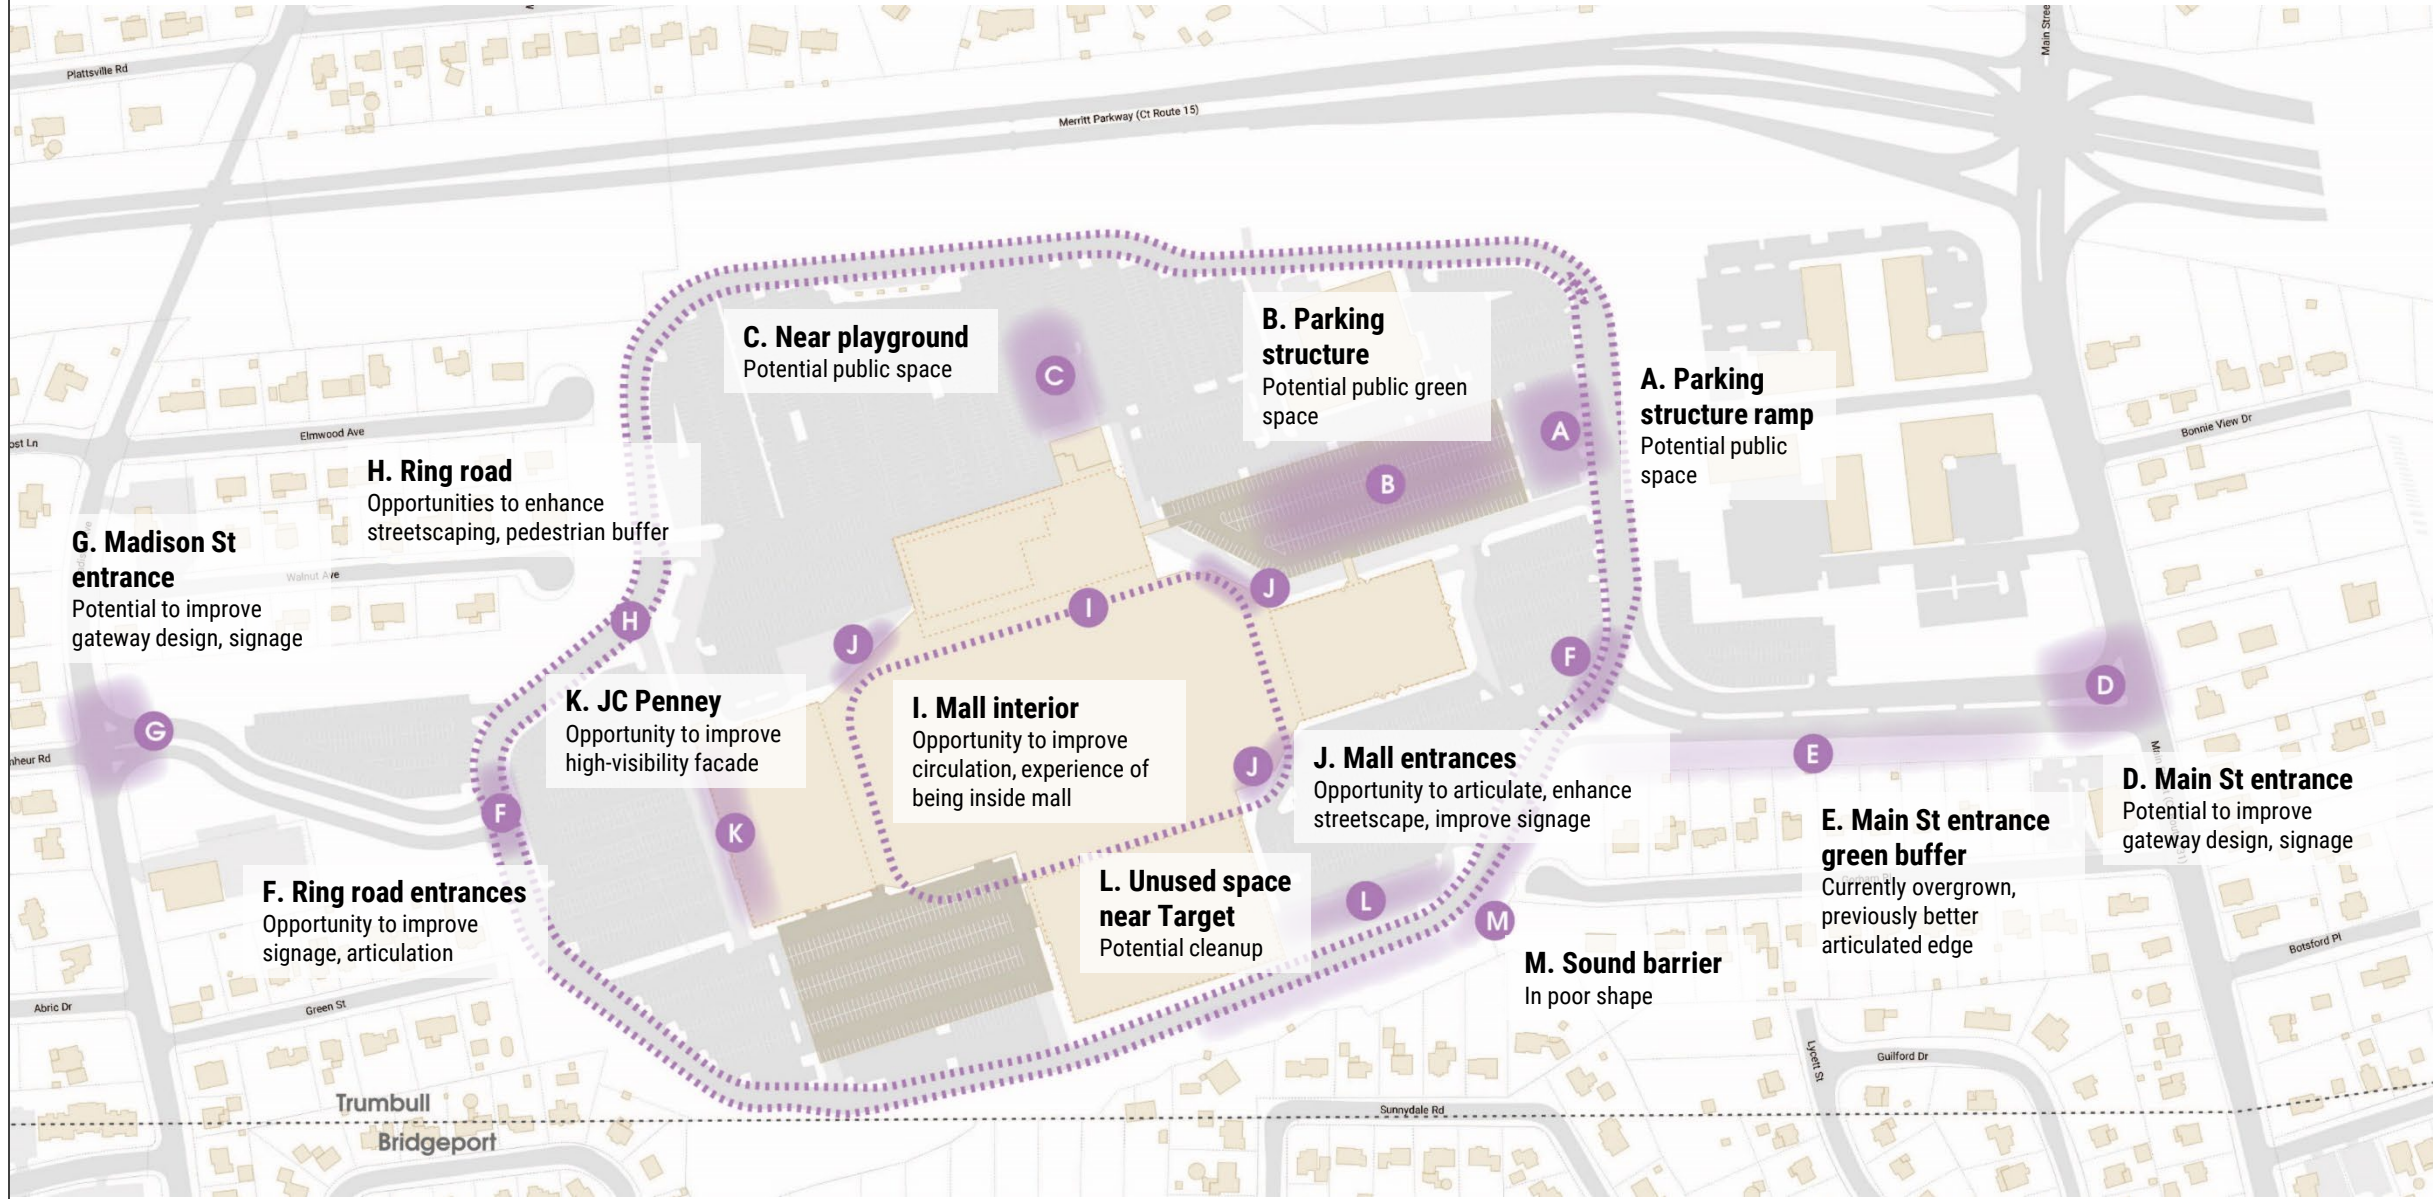 Plattsville Rd
Merritt Parkway (Ct Route 15)
Main Stree
C. Near playground
Potential public space
C
B. Parking
structure
Potential public green
space
B
A. Parking
structure ramp
Potential public
space
A
Bonnie View Dr
ost Ln
Elmwood Ave
H. Ring road
Opportunities to enhance
streetscaping, pedestrian buffer
H
G. Madison St
entrance
Potential to improve
gateway design, signage
G
Walnut Ave
nheur Rd
I
J
J
J
F
D
E
K. JC Penney
Opportunity to improve
high-visibility facade
K
I. Mall interior
Opportunity to improve
circulation, experience of
being inside mall
J. Mall entrances
Opportunity to articulate, enhance
streetscape, improve signage
D. Main St entrance
Potential to improve
gateway design, signage
E. Main St entrance
green buffer
Currently overgrown,
previously better
articulated edge
F
F. Ring road entrances
Opportunity to improve
signage, articulation
L. Unused space
near Target
Potential cleanup
L
M
M. Sound barrier
In poor shape
Botsford Pl
Abric Dr
Green St
Lycett St
Guilford Dr
Sunnydale Rd
Trumbull
Bridgeport